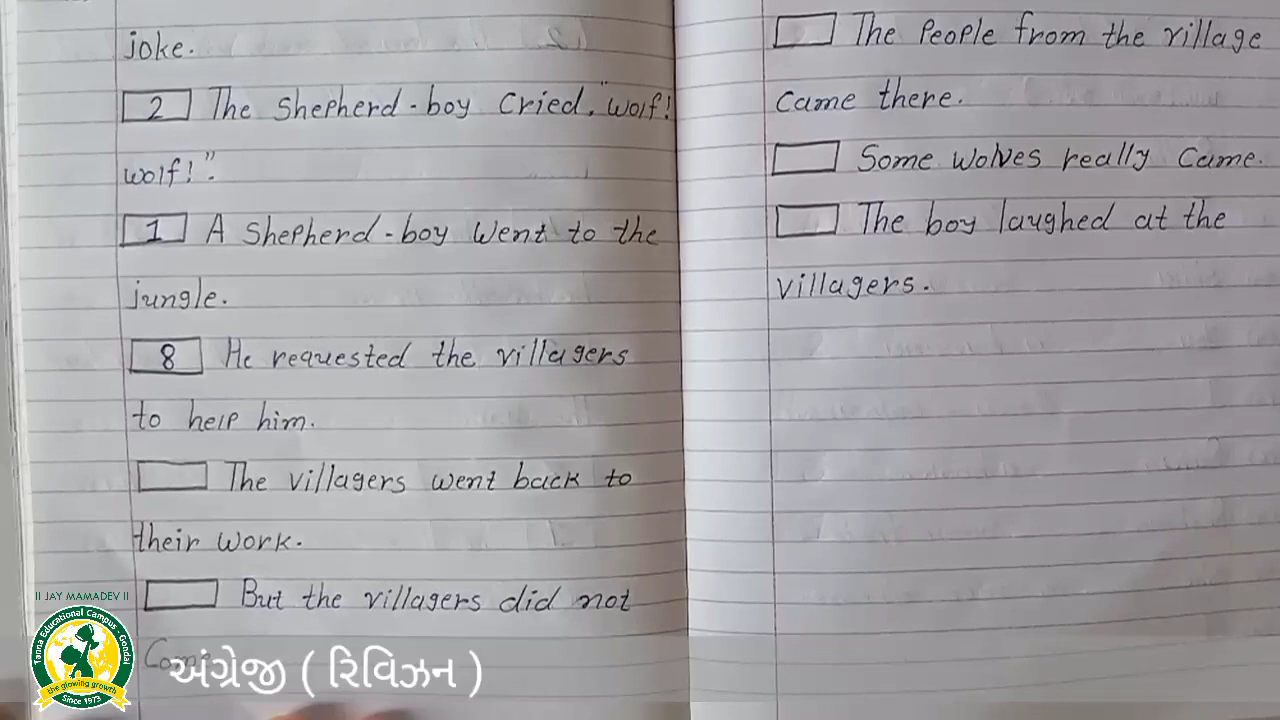 joke.
2 The shepherd-boy cried, "wolf!
wolf!".
1 A shepherd-boy went to the
jungle.
8 He requested the villagers
to help him.
The villagers went back to
their work.
But the villagers did not
Come.
The People from the village
came there.
Some wolves really came.
The boy laughed at the
villagers.
II JAY MAMADEV II
Tanna Educational Campus - Gondal
the glowing growth
Since 1973
અંગ્રેજી ( રિવિઝન )